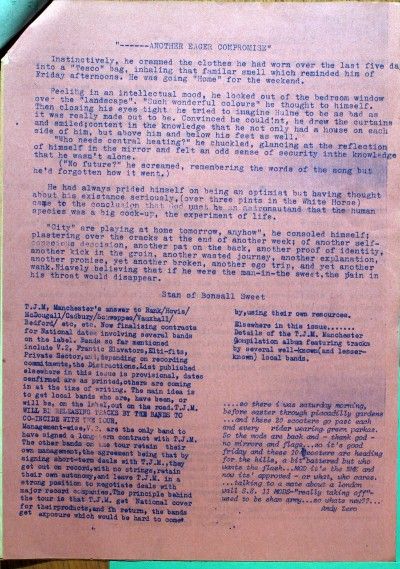 "------ANOTHER EAGER COMPROMISE"
Instinctively, he crammed the clothes he had worn over the last five da
into a "Tesco" bag, inhaling that familar smell which reminded him of
Friday afternoons. He was going "Home" for the weekend.
Feeling in an intellectual mood, he looked out of the bedroom window
over the "landscape". "Such wonderful colours" he thought to himself.
Then closing his eyes tight he tried to imagine Hulme to be as bad as
it was really made out to be. Convinced he couldnt, he drew the curtains
and smiled;content in the knowledge that he not only had a house on each
side of him, but above him and below his feet as well.
"Who needs central heating?" he chuckled, glancing at the reflection
of himself in the mirror and felt an odd sense of security inthe knowledge
that he wasn't alone.
("No future?" he screamed, remembering the words of the song but
he'd forgotten how it went.)
He had always prided himself on being an optimist but having thought
about his existance seriously,(over three pints in the White Horse)
came to the conclusion that God must be an astronaut and that the human
species was a big cock-up, the experiment of life.
"City" are playing at home tomorrow, anyhow", he consoled himself;
plastering over the cracks at the end of another week; of another self-
conscious descision, another pat on the back, another proof of identity,
another kick in the groin, another wasted journey, another explanation,
another promise, yet another broken, another ego trip, and yet another
wank.Niavely believing that if he were the man-in the sweet,the pain in
his throat would disappear.
Stan of Bonsall Sweet
T.J.M, Manchester's answer to Rank/Hovis/
McDougall/Cadbury/Schweppes/Vauxhall/
Bedford/ etc, etc. Now finalising contracts
for National dates involving several bands
on the label. Bands so far mentioned
include V.2, Frantic Elevators, Eliti-fits,
Private Sector,and,depending on recording
commitments,the Distractions.List published
elsewhere in this issue is provisional, dates
confirmed are as printed,others are coming
in at the time of writing. The main idea is
to get local bands who are, have been, or
will be, on the label,out on the road.T.J.M
WILL BE RELEASING TRACKS BY TEN BANDS TO
CO-INCIDE WITH THE TOUR.
Management-wise,V.2. are the only band to
have signed a long term contract with T.J.M.
the other bands on the tour retain their
own management,the agreement being that by
signing short-term deals with T.J.M.,they
get out on record,with no strings,retain
their own autonomy,and leave T.J.M. in a
strong position to negotiate deals with
major record companies.The principle behind
the tour is that T.J.M. get National cover
for theirproducts,and in return, the bands
get exposure which would be hard to come
by,using their own resources.
Elsewhere in this issue.......
Details of the T.J.M. Manchester
Compilation album featuring tracks
by several well-known(and lesser-
known) local bands.
...so there i was saturday morning,
before easter through piccadilly gardens
...and these 20 scooters go past each
and every rider wearing green parkas.
So the mods are back and - thank god -
no mirrors and flags...so it's good
friday and these 10 scooters are heading
for the hills, a bit battered but who
wants the flash...MOD it's the BMX and
now its' approved - or what, who cares.
...talking to a mate about a london
wall S.E. 11 MODS-"really taking off"-
used to be sham army...so whats new??...
Andy Zero